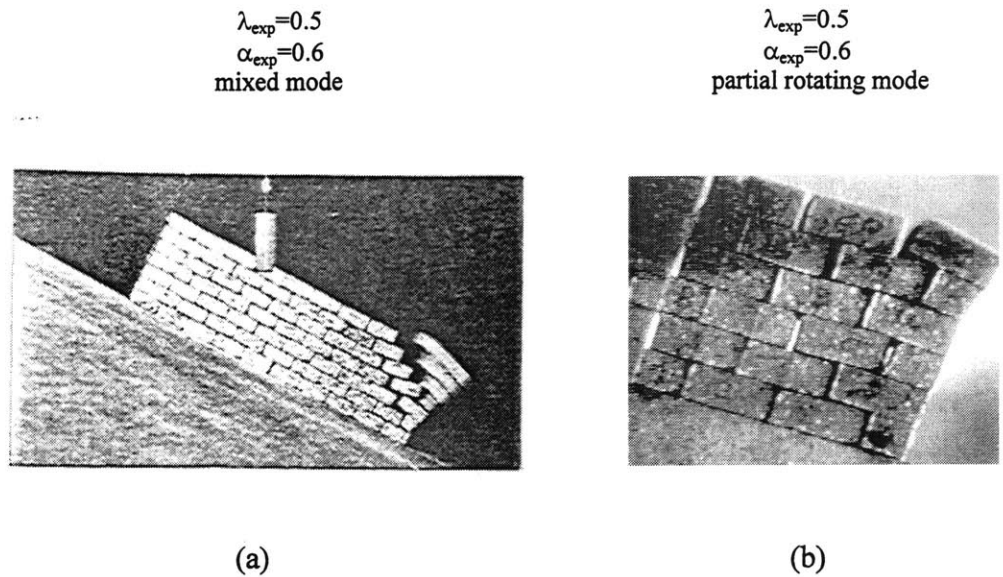 λexp=0.5
αexp=0.6
mixed mode
λexp=0.5
αexp=0.6
partial rotating mode
(a)
(b)